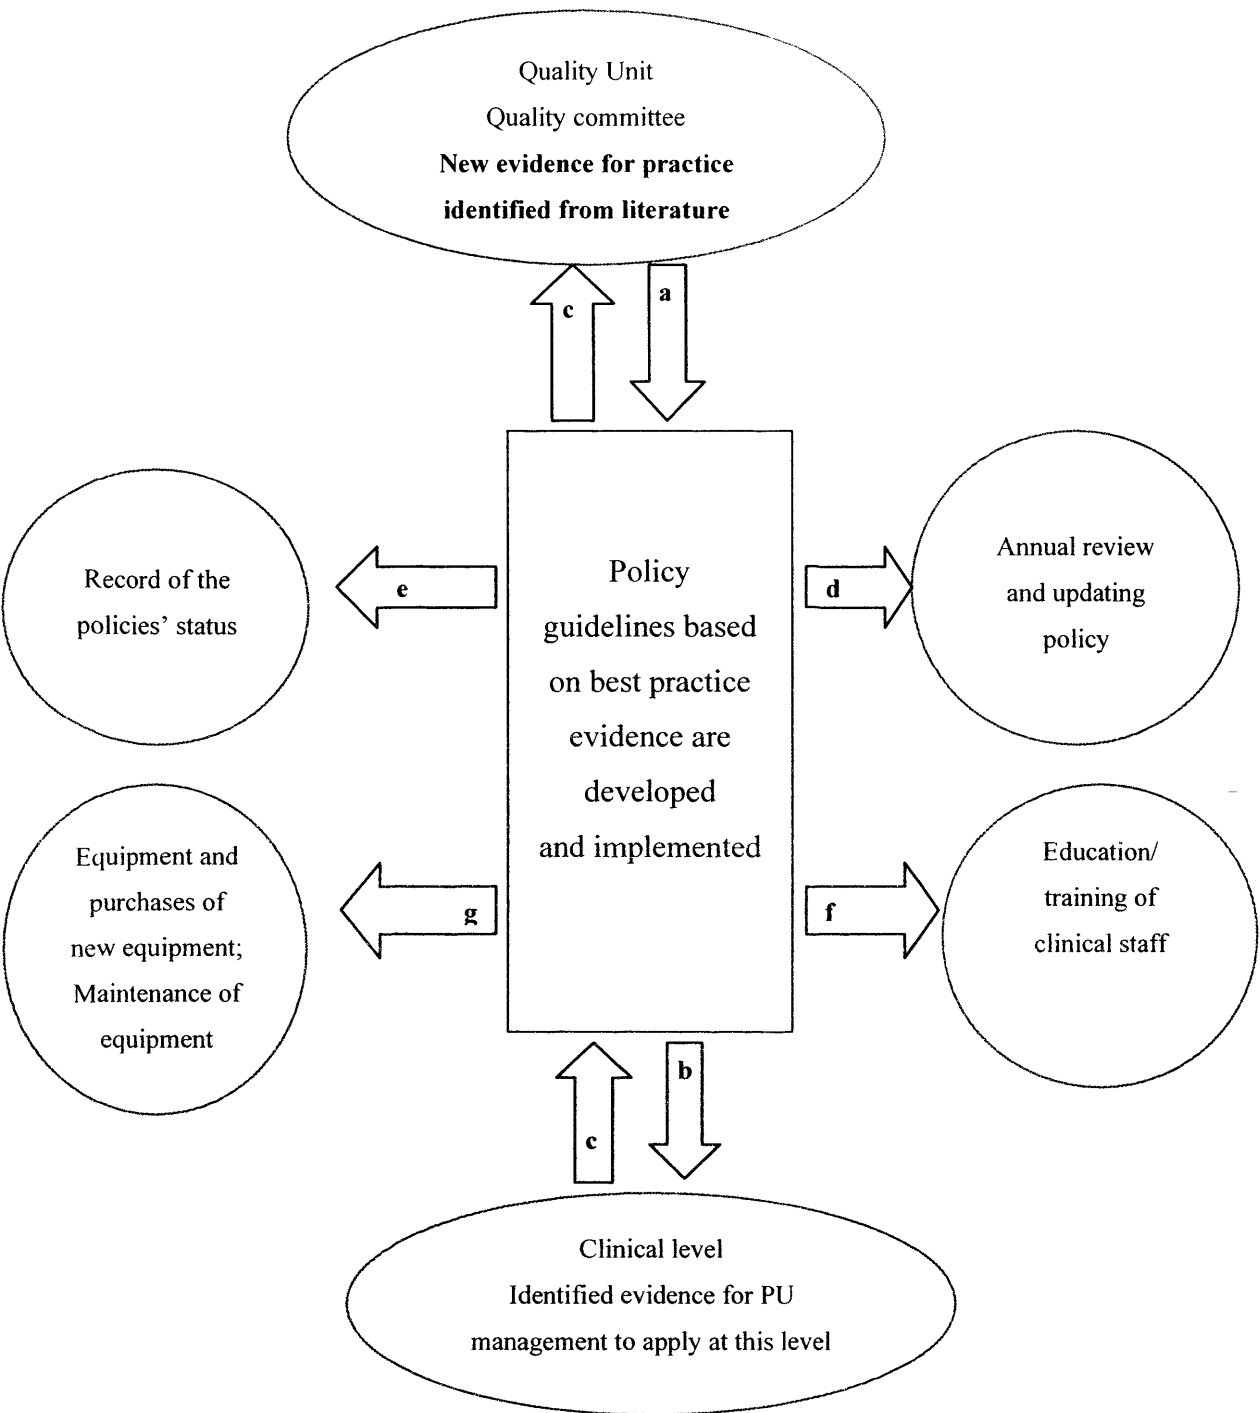 Quality Unit
Quality committee
New evidence for practice
identified from literature
c
a
Record of the
policies’ status
e
Policy
guidelines based
on best practice
evidence are
developed
and implemented
d
Annual review
and updating
policy
Equipment and
purchases of
new equipment;
Maintenance of
equipment
g
f
Education/
training of
clinical staff
c
b
Clinical level
Identified evidence for PU
management to apply at this level